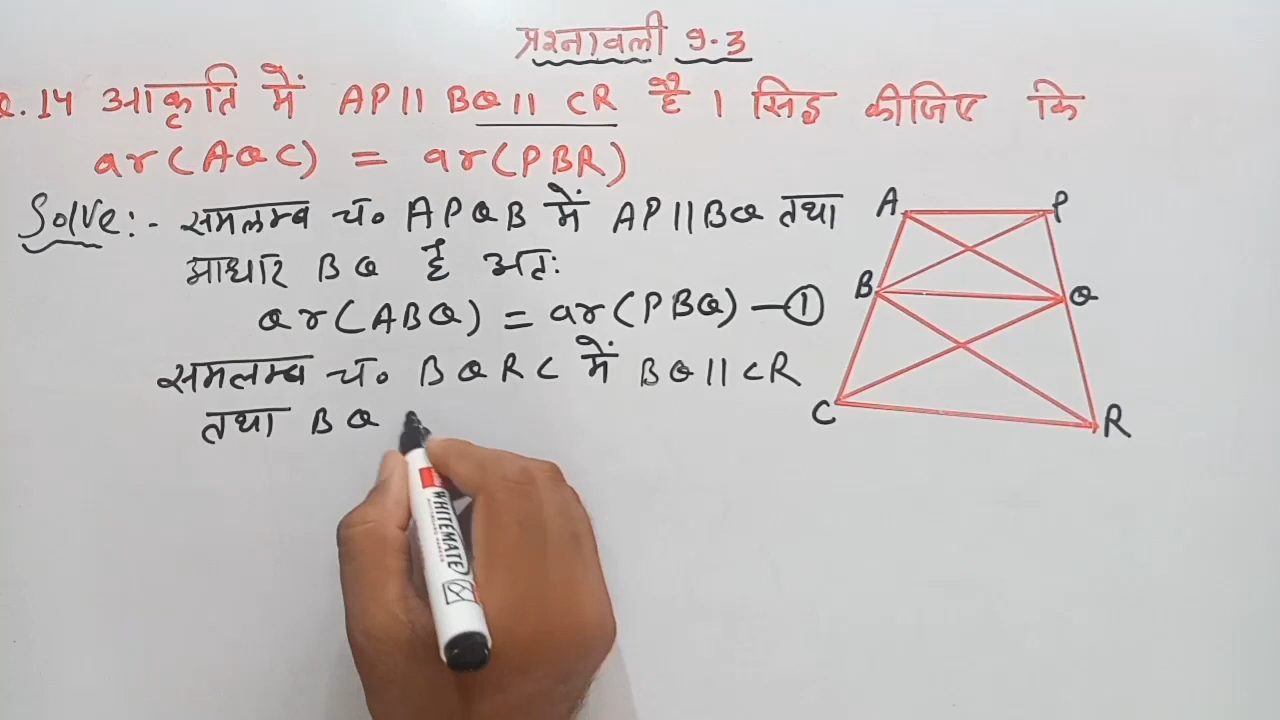 प्रश्नावली 9.3
Q.14 आकृति में AP || BQ || CR है । सिद्ध कीजिए कि
ar(AQC) = ar(PBR)
Solve:- समलम्ब च० APQB में AP || BQ तथा
आधार BQ है अतः
ar(ABQ) = ar(PBQ) — ①
समलम्ब च० BQRC में BQ || CR
तथा BQ
A P
B Q
C R
WHITEMATE